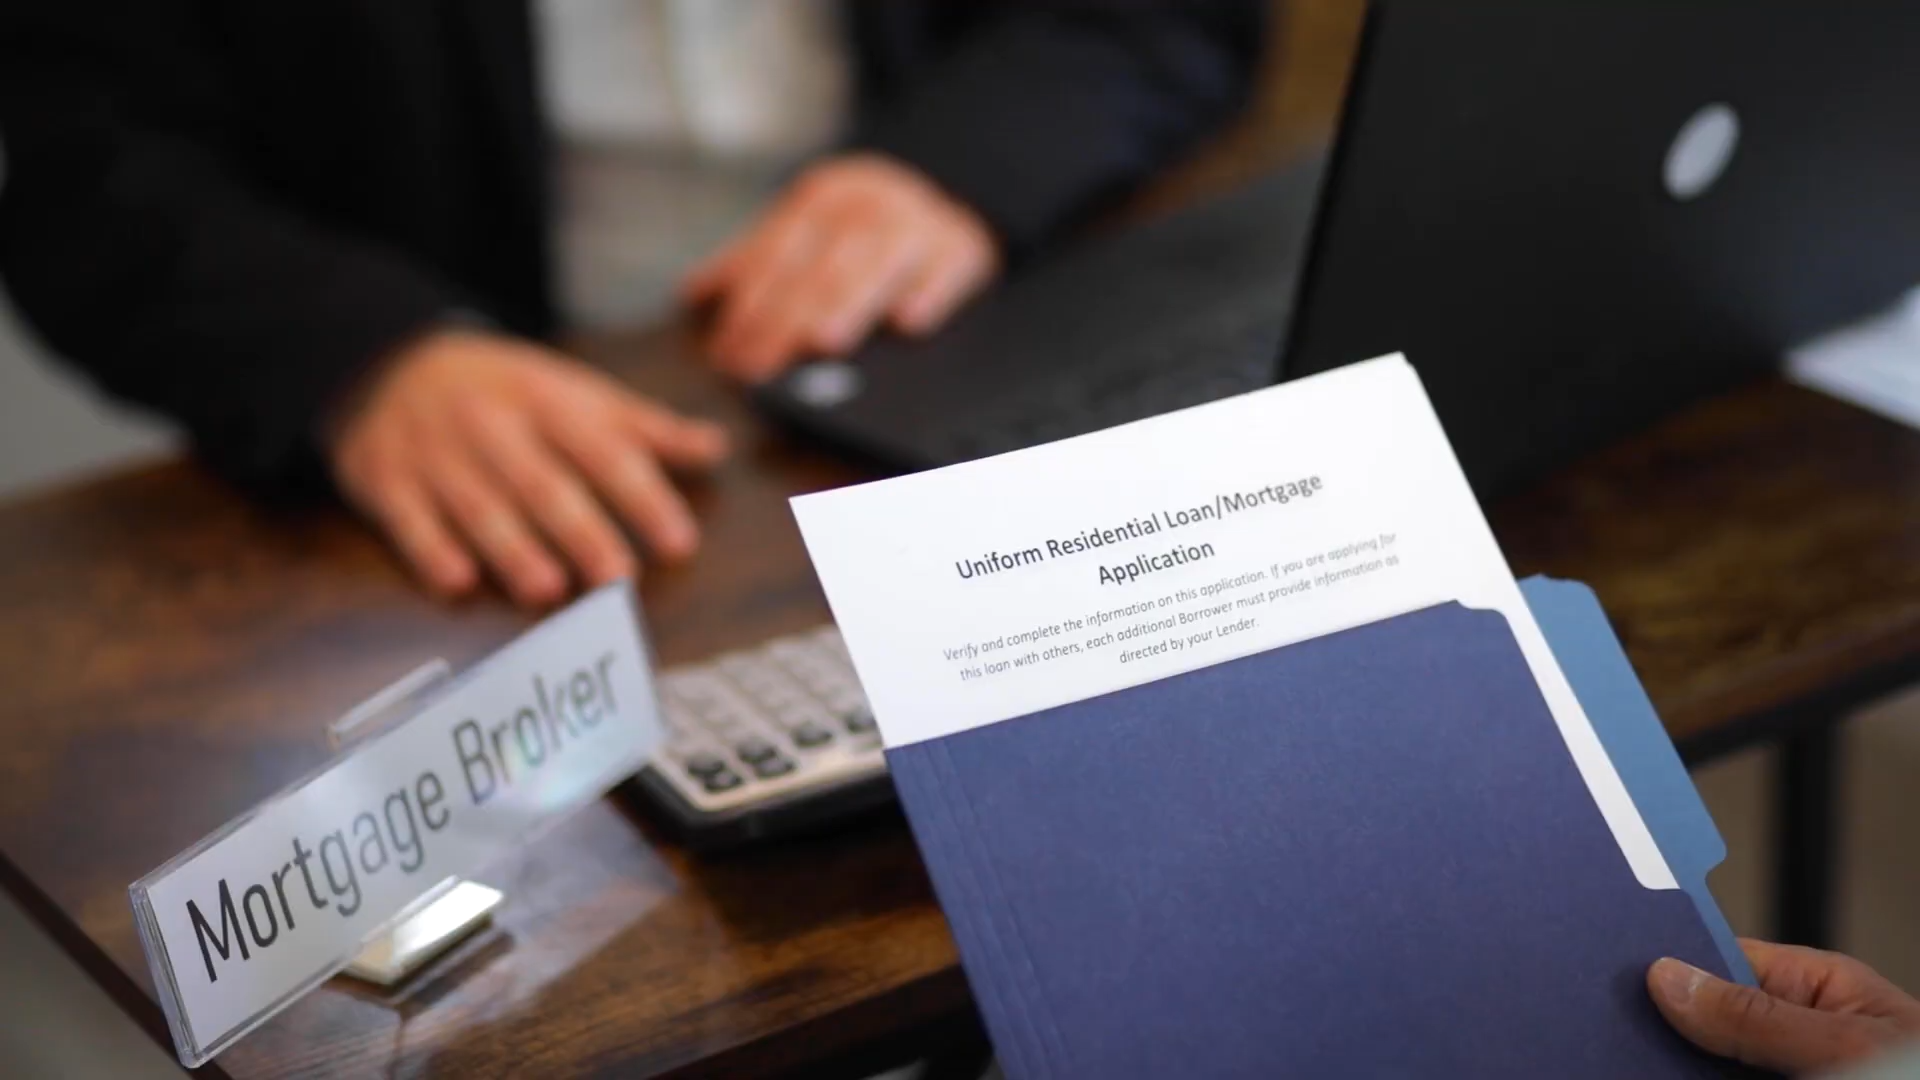 Uniform Residential Loan/Mortgage
Application
Verify and complete the information on this application. If you are applying for
this loan with others, each additional Borrower must provide information as
directed by your Lender.
Mortgage Broker